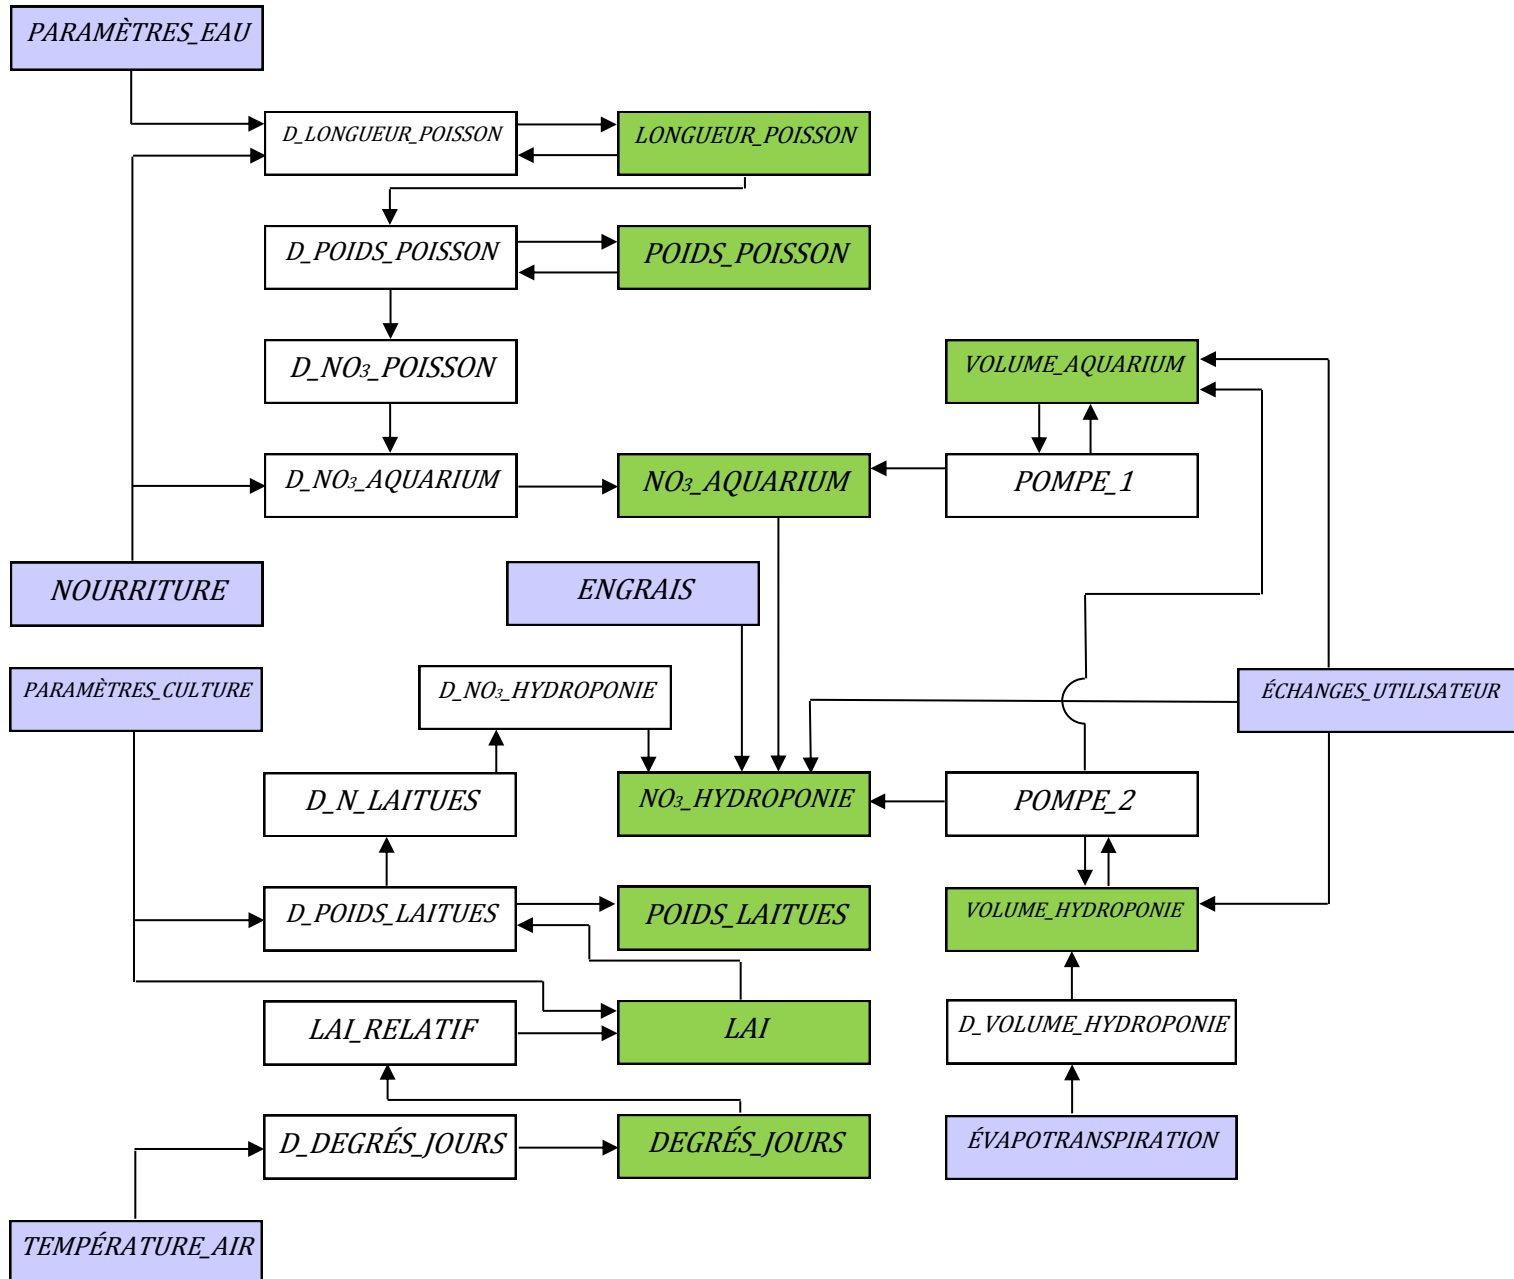 PARAMÈTRES_EAU
D_LONGUEUR_POISSON
LONGUEUR_POISSON
D_POIDS_POISSON
POIDS_POISSON
D_NO₃_POISSON
VOLUME_AQUARIUM
D_NO₃_AQUARIUM
NO₃_AQUARIUM
POMPE_1
NOURRITURE
ENGRAIS
PARAMÈTRES_CULTURE
D_NO₃_HYDROPONIE
ÉCHANGES_UTILISATEUR
D_N_LAITUES
NO₃_HYDROPONIE
POMPE_2
D_POIDS_LAITUES
POIDS_LAITUES
VOLUME_HYDROPONIE
LAI_RELATIF
LAI
D_VOLUME_HYDROPONIE
D_DEGRÉS_JOURS
DEGRÉS_JOURS
ÉVAPOTRANSPIRATION
TEMPÉRATURE_AIR